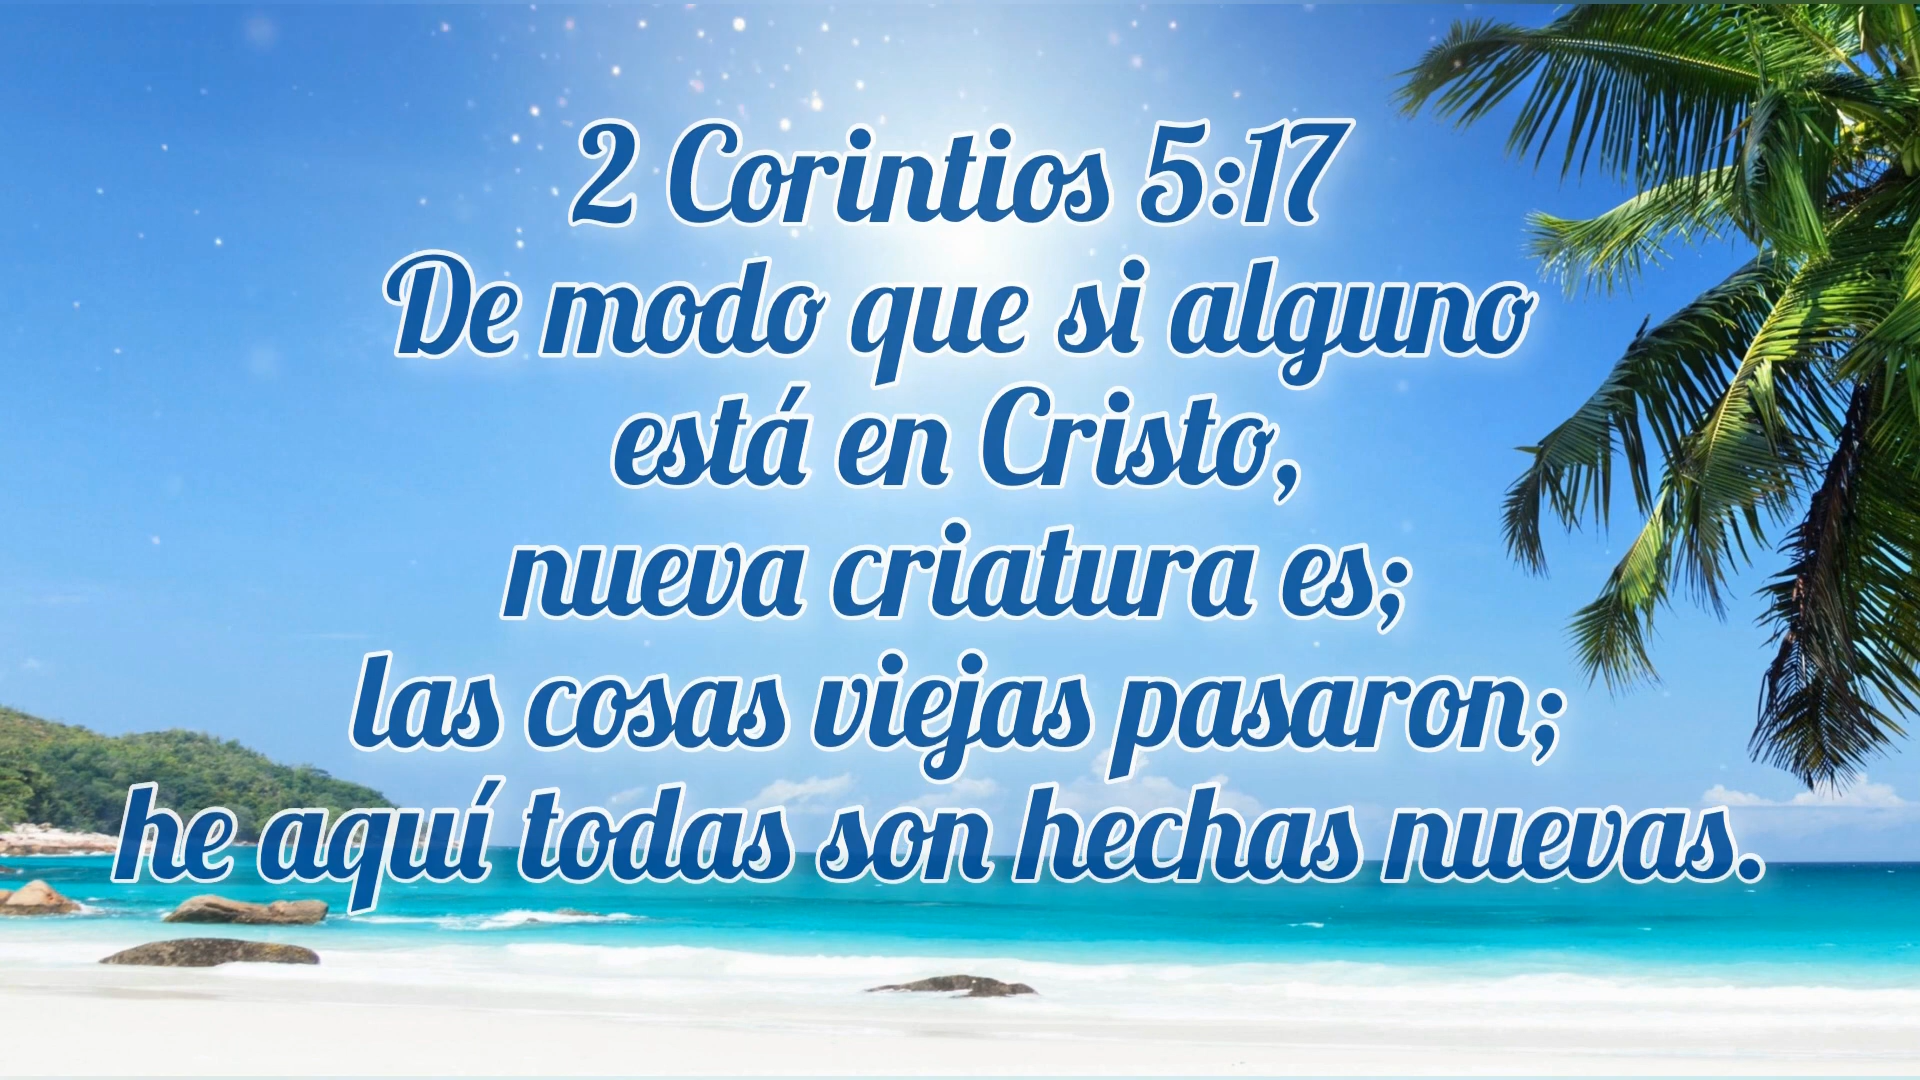 2 Corintios 5:17
De modo que si alguno
está en Cristo,
nueva criatura es;
las cosas viejas pasaron;
he aquí todas son hechas nuevas.